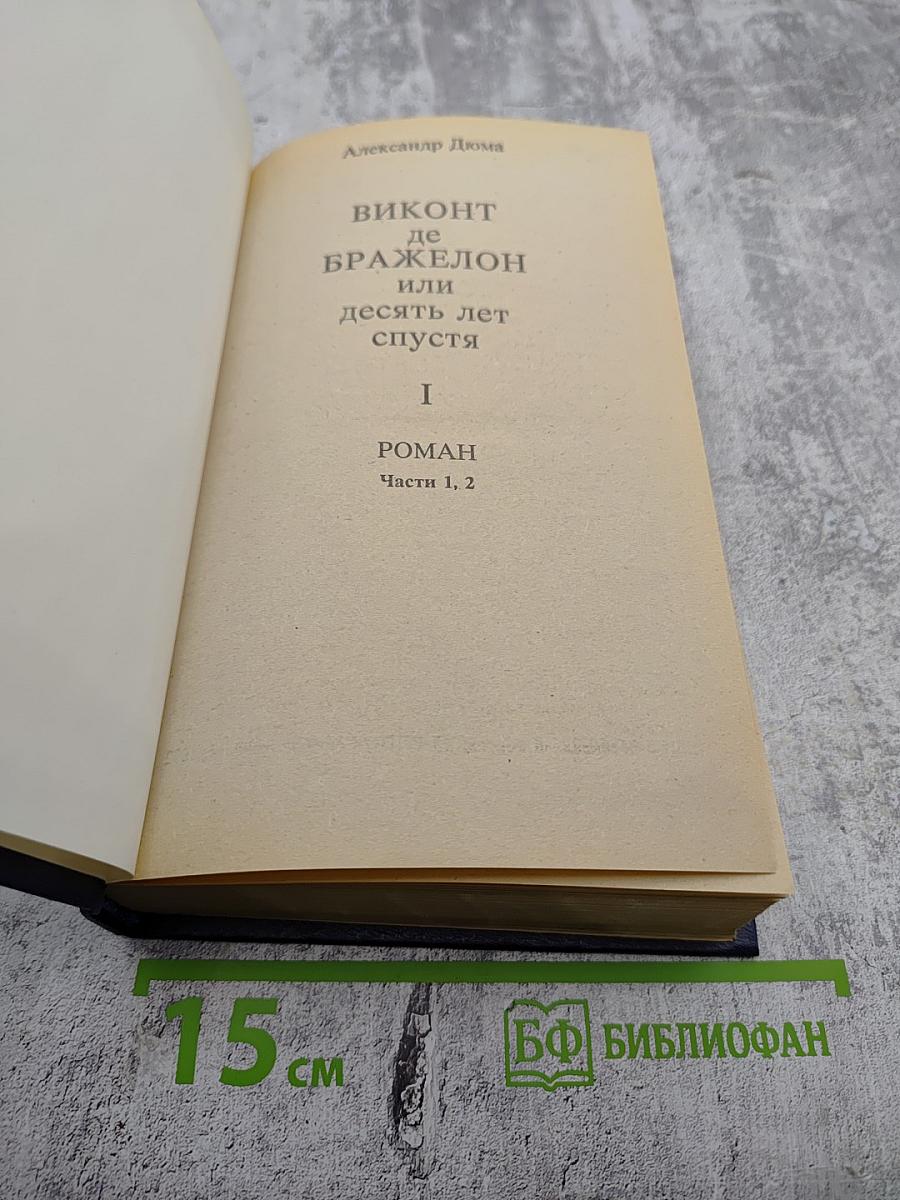 Александр Дюма
ВИКОНТ
де
БРАЖЕЛОН
или
десять лет
спустя
I
РОМАН
Части 1, 2
15 см
БФ БИБЛИОФАН